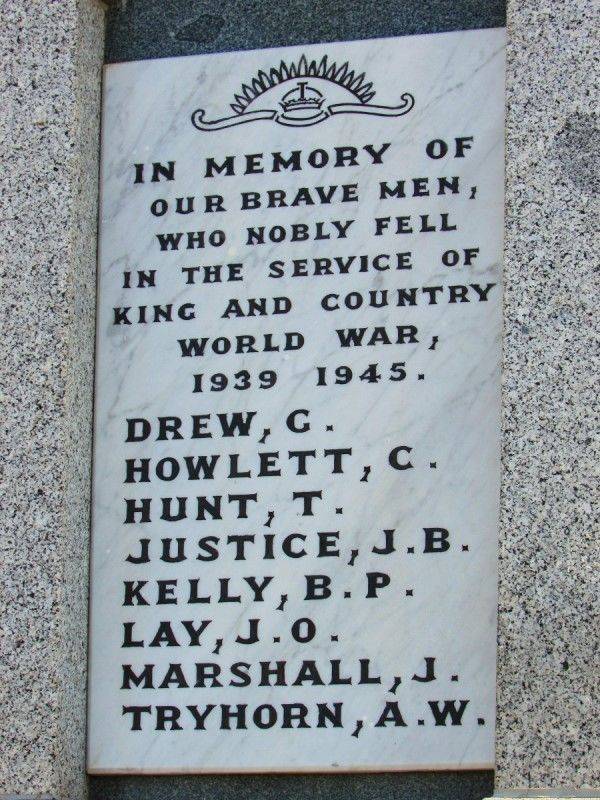 IN MEMORY OF
OUR BRAVE MEN,
WHO NOBLY FELL
IN THE SERVICE OF
KING AND COUNTRY
WORLD WAR,
1939 1945.
DREW, G.
HOWLETT, C.
HUNT, T.
JUSTICE, J.B.
KELLY, B.P.
LAY, J.O.
MARSHALL, J.
TRYHORN, A.W.